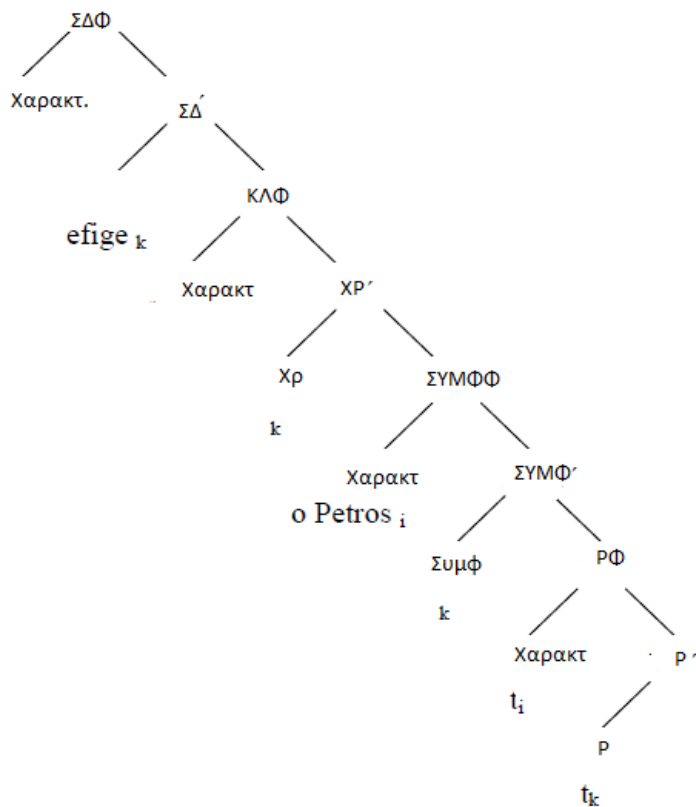 ΣΔΦ
Χαρακτ.
ΣΔ΄
efige k
ΚΛΦ
Χαρακτ
ΧΡ΄
Χρ
k
ΣΥΜΦΦ
Χαρακτ
o Petros i
ΣΥΜΦ΄
Συμφ
k
ΡΦ
Χαρακτ
ti
Ρ΄
Ρ
tk